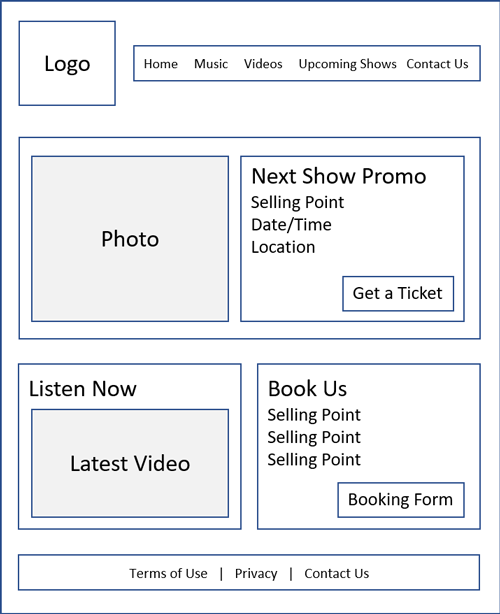 Logo
Home Music Videos Upcoming Shows Contact Us
Photo
Next Show Promo
Selling Point
Date/Time
Location
Get a Ticket
Listen Now
Latest Video
Book Us
Selling Point
Selling Point
Selling Point
Booking Form
Terms of Use | Privacy | Contact Us